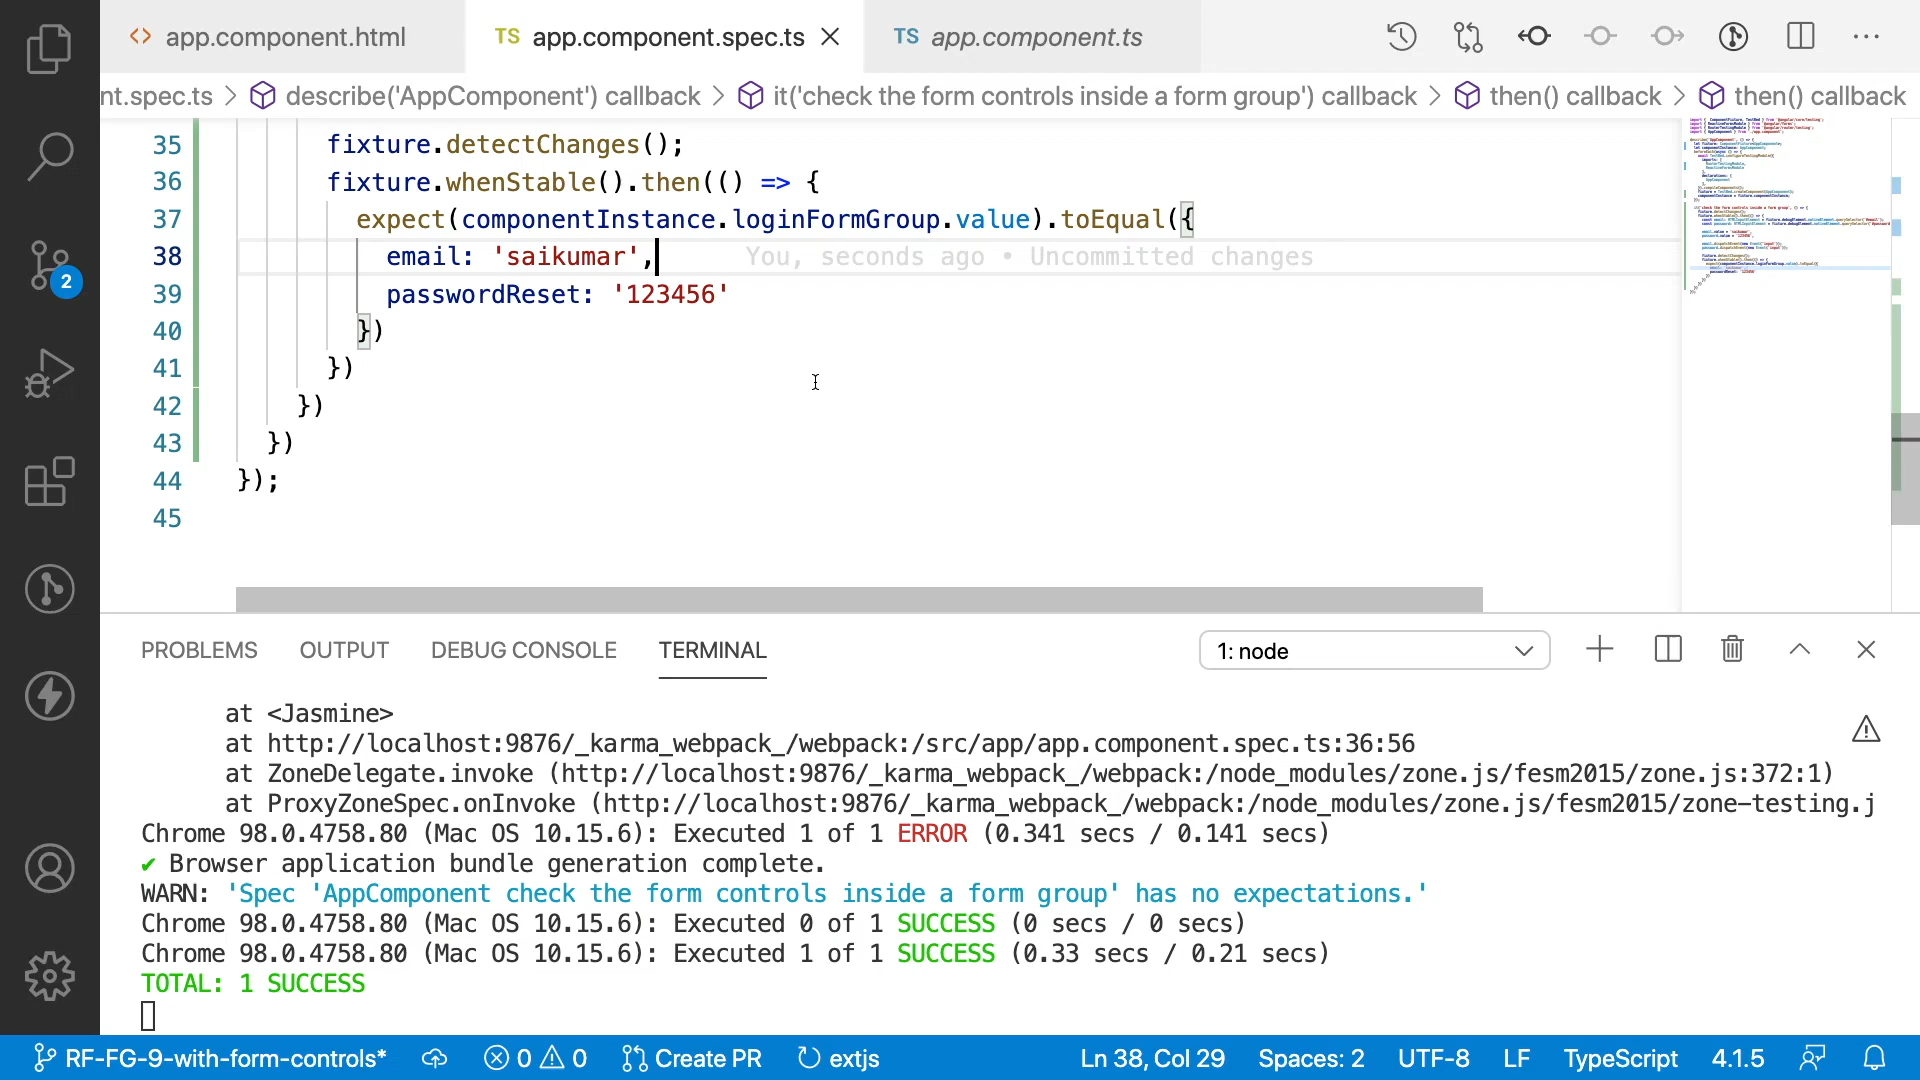 <> app.component.html TS app.component.spec.ts TS app.component.ts
nt.spec.ts > describe('AppComponent') callback > it('check the form controls inside a form group') callback > then() callback > then() callback
35 fixture.detectChanges();
36 fixture.whenStable().then(() => {
37 expect(componentInstance.loginFormGroup.value).toEqual({
38 email: 'saikumar', You, seconds ago • Uncommitted changes
39 passwordReset: '123456'
40 })
41 })
42 })
43 })
44 });
45
2
PROBLEMS OUTPUT DEBUG CONSOLE TERMINAL 1: node
at <Jasmine>
at http://localhost:9876/_karma_webpack_/webpack:/src/app/app.component.spec.ts:36:56
at ZoneDelegate.invoke (http://localhost:9876/_karma_webpack_/webpack:/node_modules/zone.js/fesm2015/zone.js:372:1)
at ProxyZoneSpec.onInvoke (http://localhost:9876/_karma_webpack_/webpack:/node_modules/zone.js/fesm2015/zone-testing.j
Chrome 98.0.4758.80 (Mac OS 10.15.6): Executed 1 of 1 ERROR (0.341 secs / 0.141 secs)
✔ Browser application bundle generation complete.
WARN: 'Spec 'AppComponent check the form controls inside a form group' has no expectations.'
Chrome 98.0.4758.80 (Mac OS 10.15.6): Executed 0 of 1 SUCCESS (0 secs / 0 secs)
Chrome 98.0.4758.80 (Mac OS 10.15.6): Executed 1 of 1 SUCCESS (0.33 secs / 0.21 secs)
TOTAL: 1 SUCCESS
RF-FG-9-with-form-controls* 0 0 Create PR extjs Ln 38, Col 29 Spaces: 2 UTF-8 LF TypeScript 4.1.5